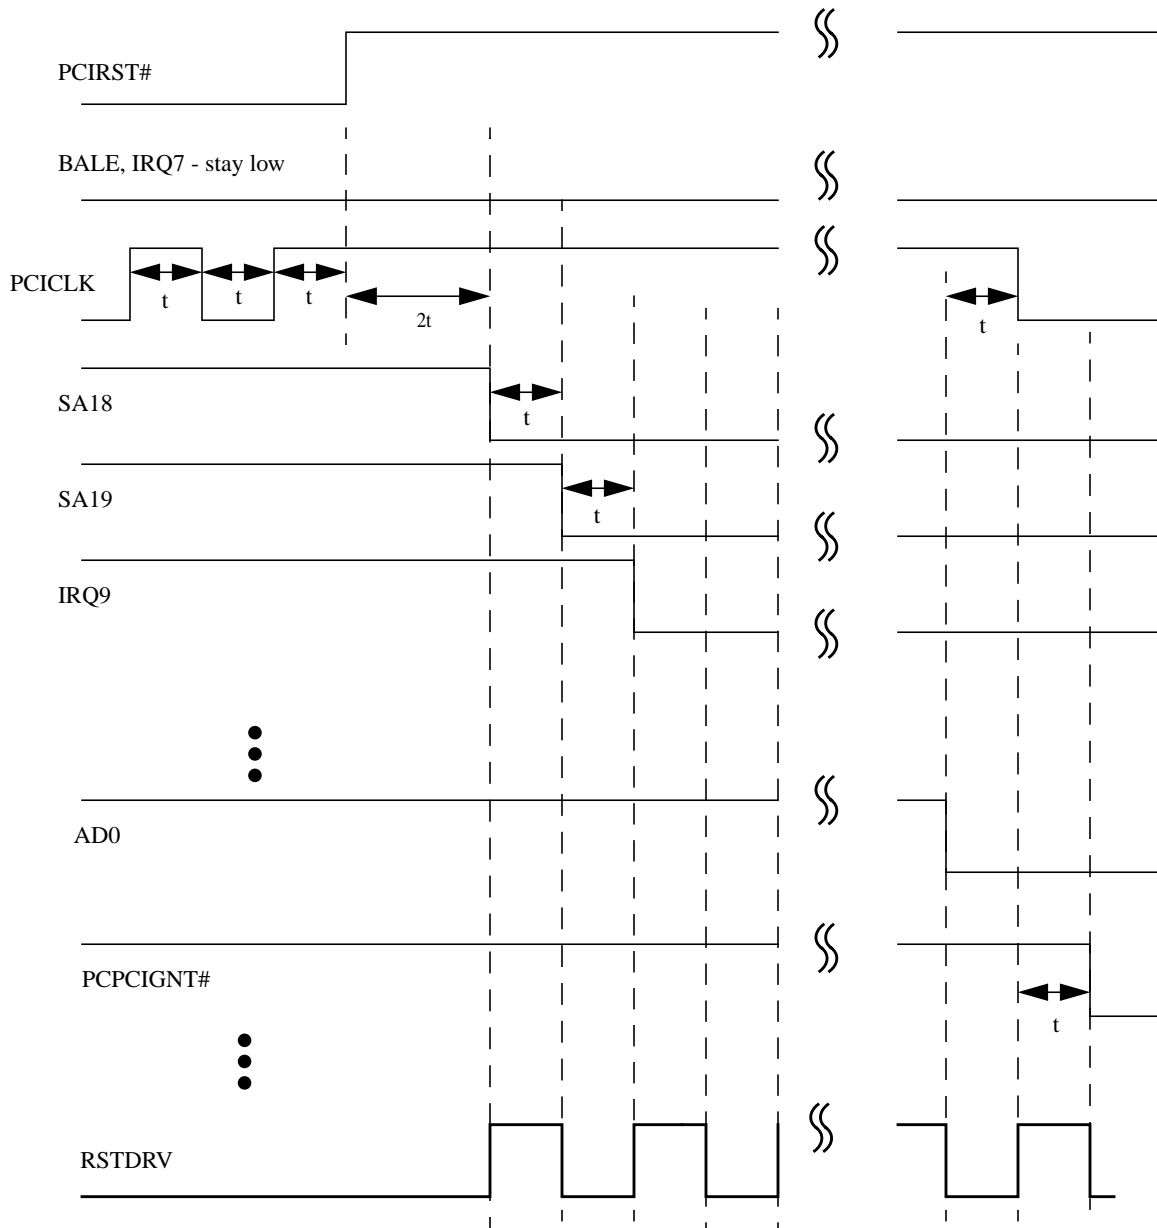 PCIRST#
BALE, IRQ7 - stay low
PCICLK
t
t
t
2t
t
SA18
t
SA19
t
IRQ9
AD0
PCPCIGNT#
t
RSTDRV